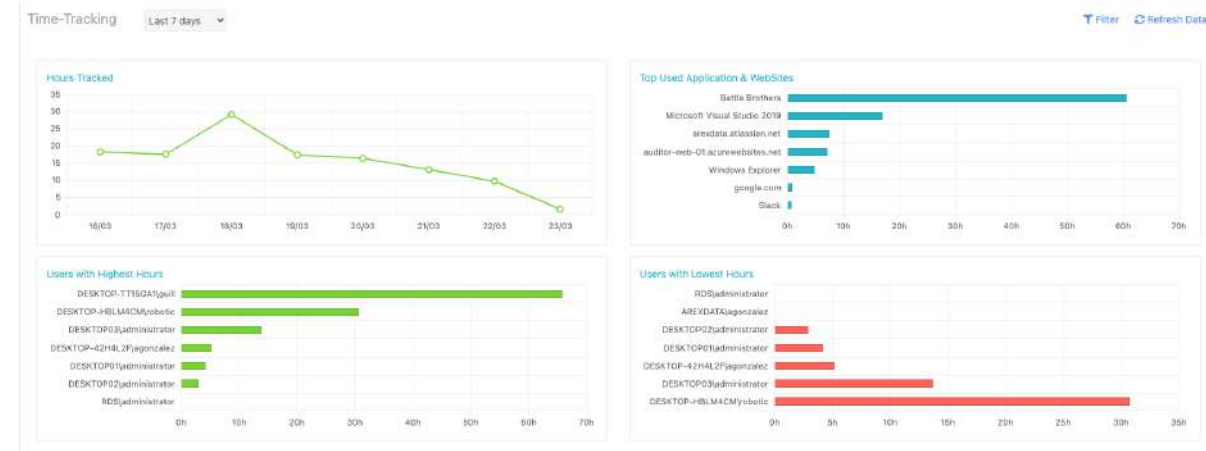 Time-Tracking
Last 7 days
Filter
Refresh Data
Hours Tracked
35
30
25
20
15
10
5
0
16/03 17/03 18/03 19/03 20/03 21/03 22/03 23/03
Top Used Application & WebSites
Battle Brothers
Microsoft Visual Studio 2019
arexdata.atlassian.net
auditor-web-01.azurewebsites.net
Windows Explorer
google.com
Slack
0h 10h 20h 30h 40h 50h 60h 70h
Users with Highest Hours
DESKTOP-TT15GA1\guill
DESKTOP-HBLM4CM\robotic
DESKTOP03\administrator
DESKTOP-42H4L2F\agonzalez
DESKTOP01\administrator
DESKTOP02\administrator
RDS\administrator
0h 10h 20h 30h 40h 50h 60h 70h
Users with Lowest Hours
RDS\administrator
AREXDATA\agonzalez
DESKTOP02\administrator
DESKTOP01\administrator
DESKTOP-42H4L2F\agonzalez
DESKTOP03\administrator
DESKTOP-HBLM4CM\robotic
0h 5h 10h 15h 20h 25h 30h 35h